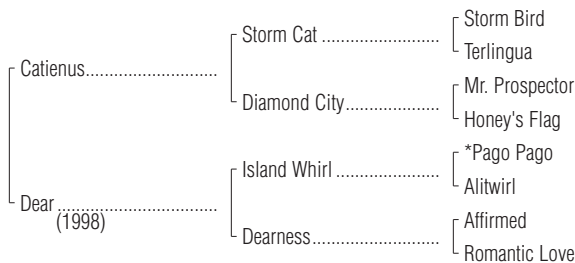 Storm Bird
Storm Cat ........................
Terlingua
Catienus...........................
Mr. Prospector
Diamond City...................
Honey's Flag
*Pago Pago
Island Whirl .....................
Alitwirl
Dear ................................
(1998)
Affirmed
Dearness.........................
Romantic Love